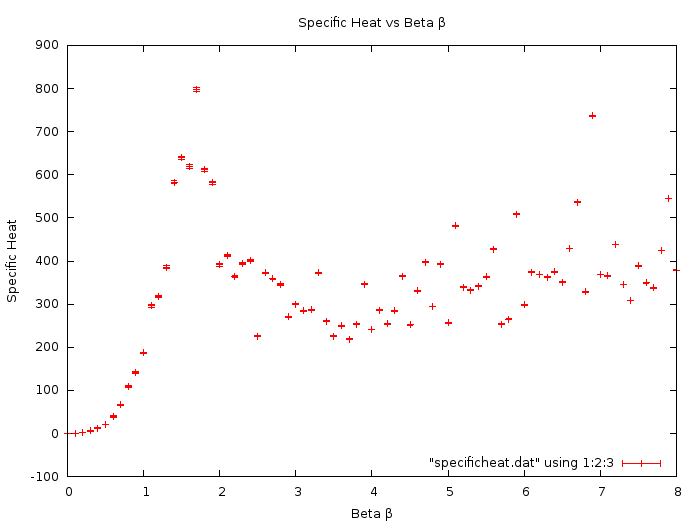 Specific Heat vs Beta β
900
800
700
600
500
400
300
200
100
0
-100
Specific Heat
"specificheat.dat" using 1:2:3
0 1 2 3 4 5 6 7 8
Beta β